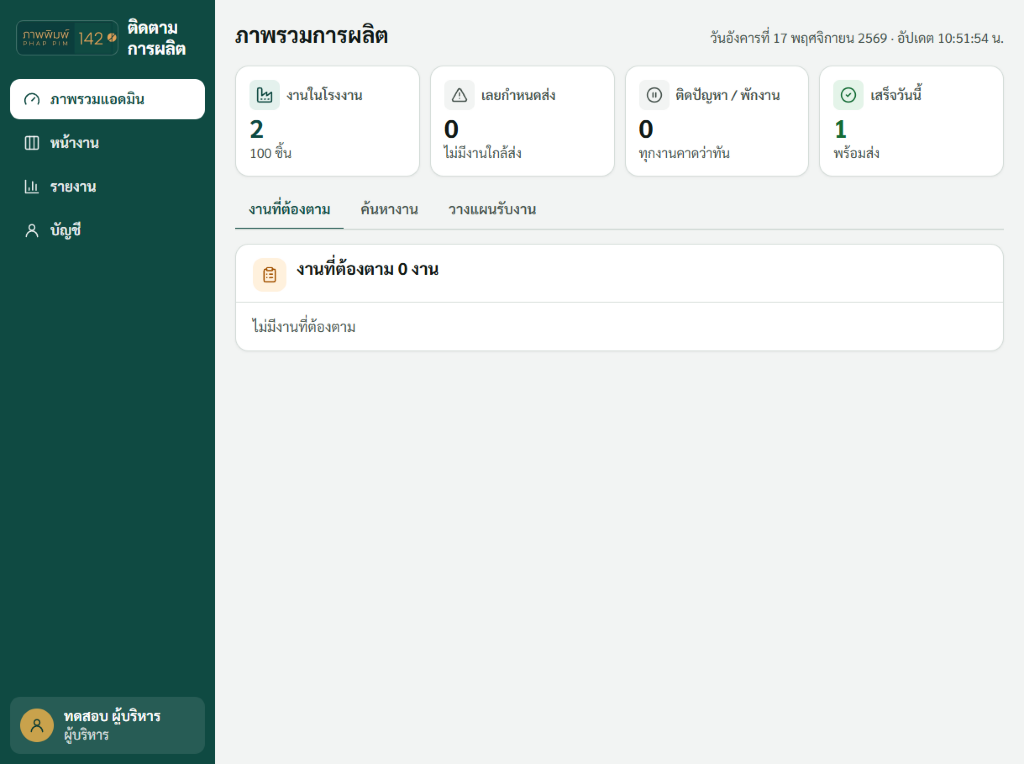 ภาพพิมพ์ 142
PHAP PIM
ติดตาม
การผลิต
ภาพรวมแอดมิน
หน้างาน
รายงาน
บัญชี
ทดสอบ ผู้บริหาร
ผู้บริหาร
ภาพรวมการผลิต
วันอังคารที่ 17 พฤศจิกายน 2569 · อัปเดต 10:51:54 น.
งานในโรงงาน
2
100 ชิ้น
เลยกำหนดส่ง
0
ไม่มีงานใกล้ส่ง
ติดปัญหา / พักงาน
0
ทุกงานคาดว่าทัน
เสร็จวันนี้
1
พร้อมส่ง
งานที่ต้องตาม
ค้นหางาน
วางแผนรับงาน
งานที่ต้องตาม 0 งาน
ไม่มีงานที่ต้องตาม